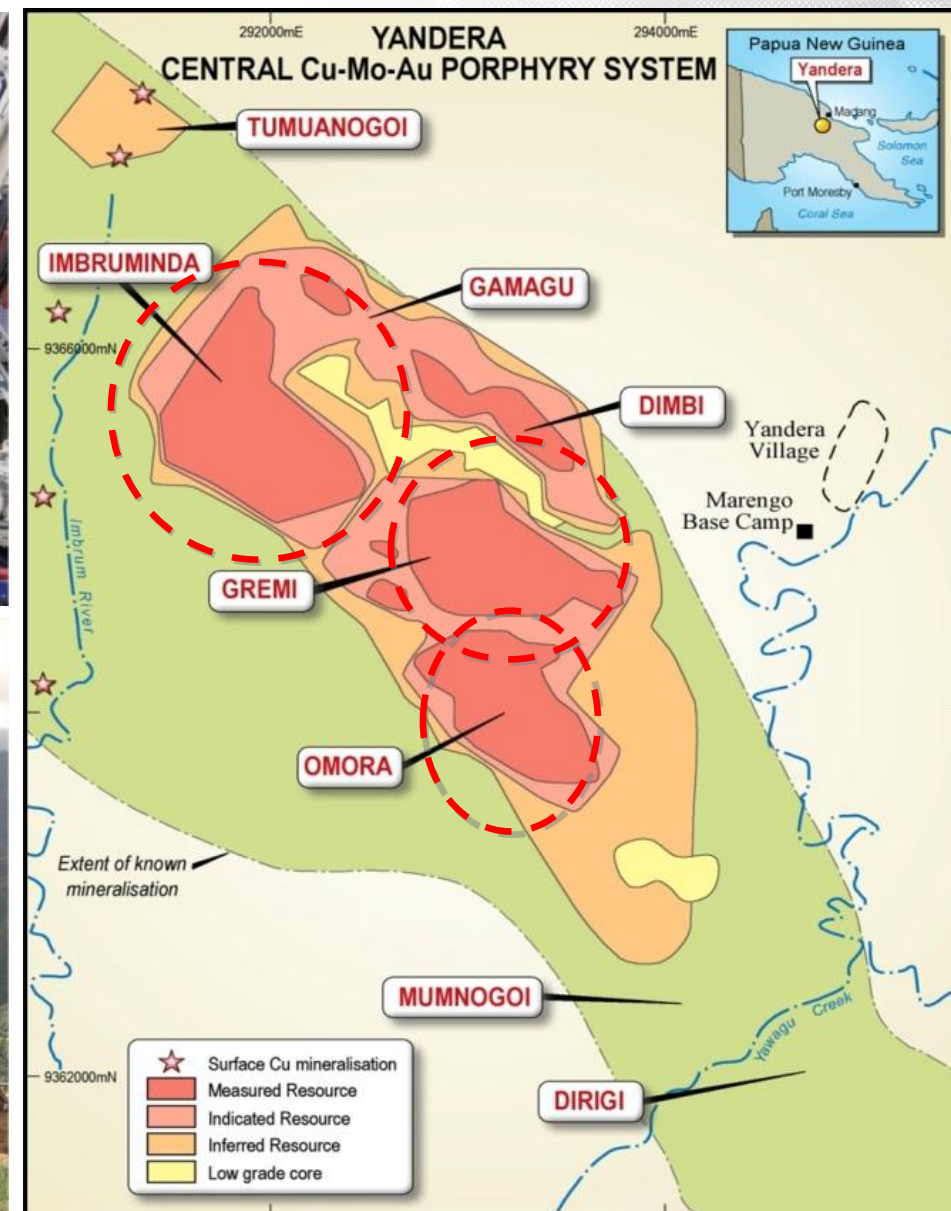 292000mE
294000mE
YANDERA
CENTRAL Cu-Mo-Au PORPHYRY SYSTEM
Papua New Guinea
Yandera
Madang
Solomon
Sea
Port Moresby
Coral Sea
TUMUANOGOI
IMBRUMINDA
GAMAGU
9366000mN
DIMBI
Yandera
Village
Marengo
Base Camp
Imbrum River
GREMI
OMORA
Extent of known
mineralisation
MUMNOGOI
Yawagu Creek
DIRIGI
9362000mN
Surface Cu mineralisation
Measured Resource
Indicated Resource
Inferred Resource
Low grade core